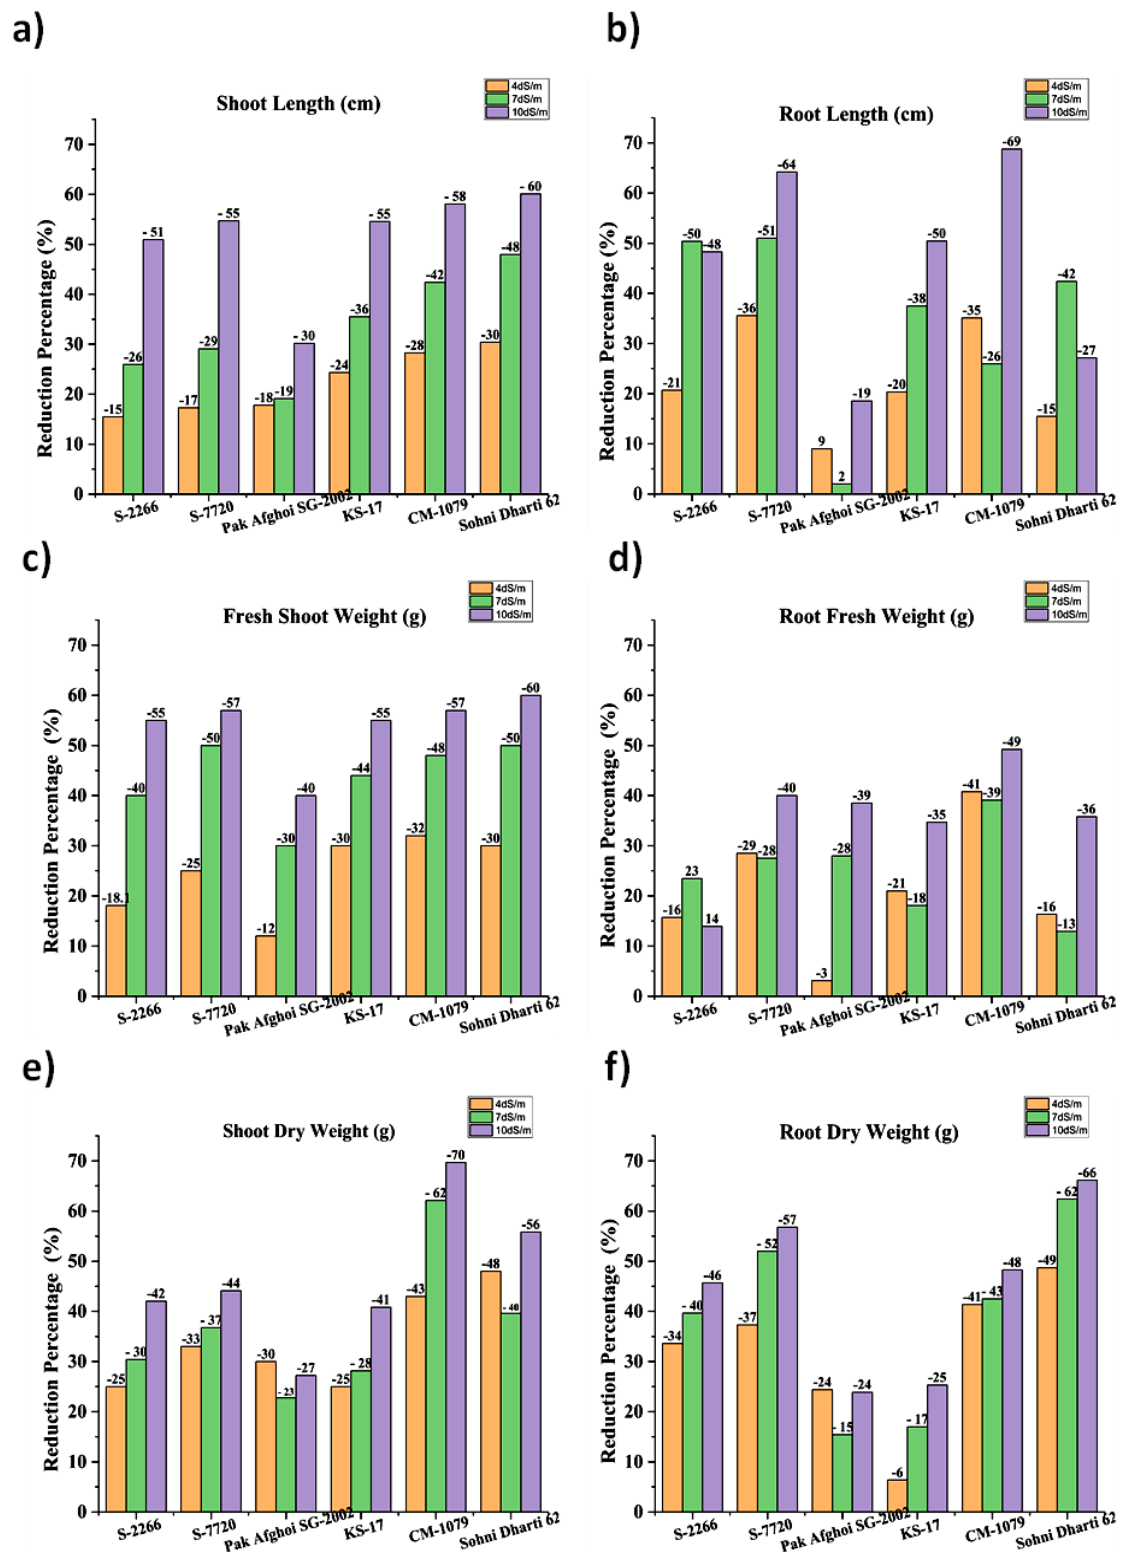 a)
Shoot Length (cm)
4dS/m
7dS/m
10dS/m
Reduction Percentage (%)
70
60
50
40
30
20
10
0
-15
-26
- 51
-17
-29
- 55
-18
-19
- 30
-24
-36
- 55
-28
-42
- 58
-30
-48
- 60
S-2266
S-7720
Pak Afghoi SG-2002
KS-17
CM-1079
Sohni Dharti 62
b)
Root Length (cm)
4dS/m
7dS/m
10dS/m
Reduction Percentage (%)
70
60
50
40
30
20
10
0
-21
-50
-48
-36
-51
-64
9
2
-19
-20
-38
-50
-35
-26
-69
-15
-42
-27
S-2266
S-7720
Pak Afghoi SG-2002
KS-17
CM-1079
Sohni Dharti 62
c)
Fresh Shoot Weight (g)
4dS/m
7dS/m
10dS/m
Reduction Percentage (%)
70
60
50
40
30
20
10
0
-18.1
-40
-55
-25
-50
-57
-12
-30
-40
-30
-44
-55
-32
-48
-57
-30
-50
-60
S-2266
S-7720
Pak Afghoi SG-2002
KS-17
CM-1079
Sohni Dharti 62
d)
Root Fresh Weight (g)
4dS/m
7dS/m
10dS/m
Reduction Percentage (%)
70
60
50
40
30
20
10
0
-16
23
14
-29
-28
-40
-3
-28
-39
-21
-18
-35
-41
-39
-49
-16
-13
-36
S-2266
S-7720
Pak Afghoi SG-2002
KS-17
CM-1079
Sohni Dharti 62
e)
Shoot Dry Weight (g)
4dS/m
7dS/m
10dS/m
Reduction Percentage (%)
70
60
50
40
30
20
10
0
-25
- 30
-42
-33
- 37
-44
-30
- 23
-27
-25
- 28
-41
-43
- 62
-70
-48
- 40
-56
S-2266
S-7720
Pak Afghoi SG-2002
KS-17
CM-1079
Sohni Dharti 62
f)
Root Dry Weight (g)
4dS/m
7dS/m
10dS/m
Reduction Percentage (%)
70
60
50
40
30
20
10
0
-34
- 40
-46
-37
- 52
-57
-24
- 15
-24
-6
- 17
-25
-41
- 43
-48
-49
- 62
-66
S-2266
S-7720
Pak Afghoi SG-2002
KS-17
CM-1079
Sohni Dharti 62